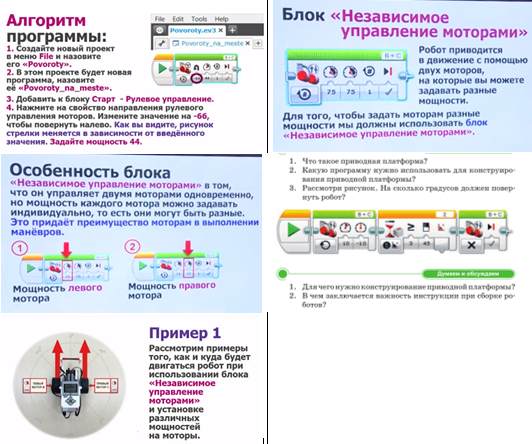 Алгоритм
программы:
1. Создайте новый проект
в меню File и назовите
его «Povoroty».
2. В этом проекте будет новая
программа, назовите
её «Povoroty_na_meste».
3. Добавить к блоку Старт - Рулевое управление.
4. Нажмите на свойство направления рулевого
управления моторов. Измените значение на -66,
чтобы повернуть налево. Как вы видите, рисунок
стрелки меняется в зависимости от введённого
значения. Задайте мощность 44.
File Edit Tools Help
Povoroty.ev3 × +
Povoroty_na_meste ×
Блок «Независимое
управление моторами»
B + C
75 75 1
Робот приводится
в движение с помощью
двух моторов,
на которые вы можете
задавать разные
мощности.
Для того, чтобы задать моторам разные
мощности мы должны использовать блок
«Независимое управление моторами».
Особенность блока
«Независимое управление моторами» в том,
что он управляет двумя моторами одновременно,
но мощность каждого мотора можно задавать
индивидуально, то есть они могут быть разные.
Это придаёт преимущество моторам в выполнении
манёвров.
1
2
Мощность левого
мотора
Мощность правого
мотора
1. Что такое приводная платформа?
2. Какую программу нужно использовать для конструиро-
вания приводной платформы?
3. Рассмотри рисунок. На сколько градусов должен повер-
нуть робот?
B + C
10 -10
2
3 45
B + C
Думаем и обсуждаем
1. Для чего нужно конструирование приводной платформы?
2. В чем заключается важность инструкции при сборке ро-
ботов?
Пример 1
Рассмотрим примеры
того, как и куда будет
двигаться робот при
использовании блока
«Независимое
управление
моторами»
и установке
различных
мощностей
на моторы.